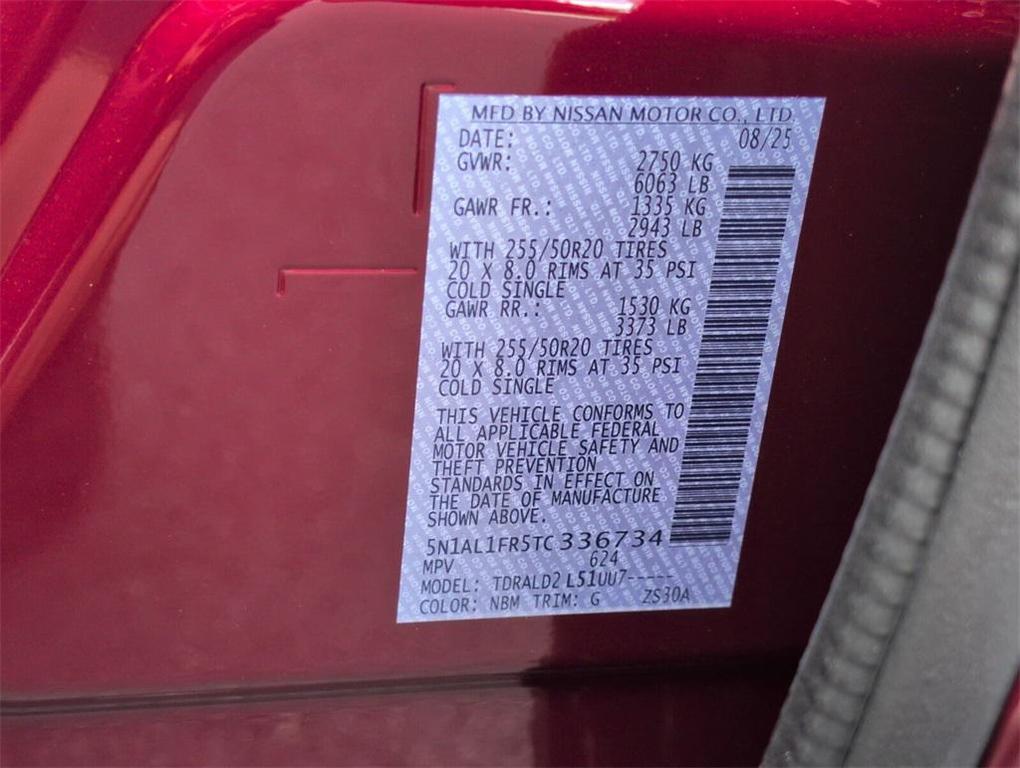 MFD BY NISSAN MOTOR CO., LTD.
DATE: 08/25
GVWR: 2750 KG
6063 LB
GAWR FR.: 1335 KG
2943 LB
WITH 255/50R20 TIRES
20 X 8.0 RIMS AT 35 PSI
COLD SINGLE
GAWR RR.: 1530 KG
3373 LB
WITH 255/50R20 TIRES
20 X 8.0 RIMS AT 35 PSI
COLD SINGLE
THIS VEHICLE CONFORMS TO
ALL APPLICABLE FEDERAL
MOTOR VEHICLE SAFETY AND
THEFT PREVENTION
STANDARDS IN EFFECT ON
THE DATE OF MANUFACTURE
SHOWN ABOVE.
5N1AL1FR5TC336734
MPV 624
MODEL: TDRALD2 L51UU7-----
COLOR: NBM TRIM: G ZS30A